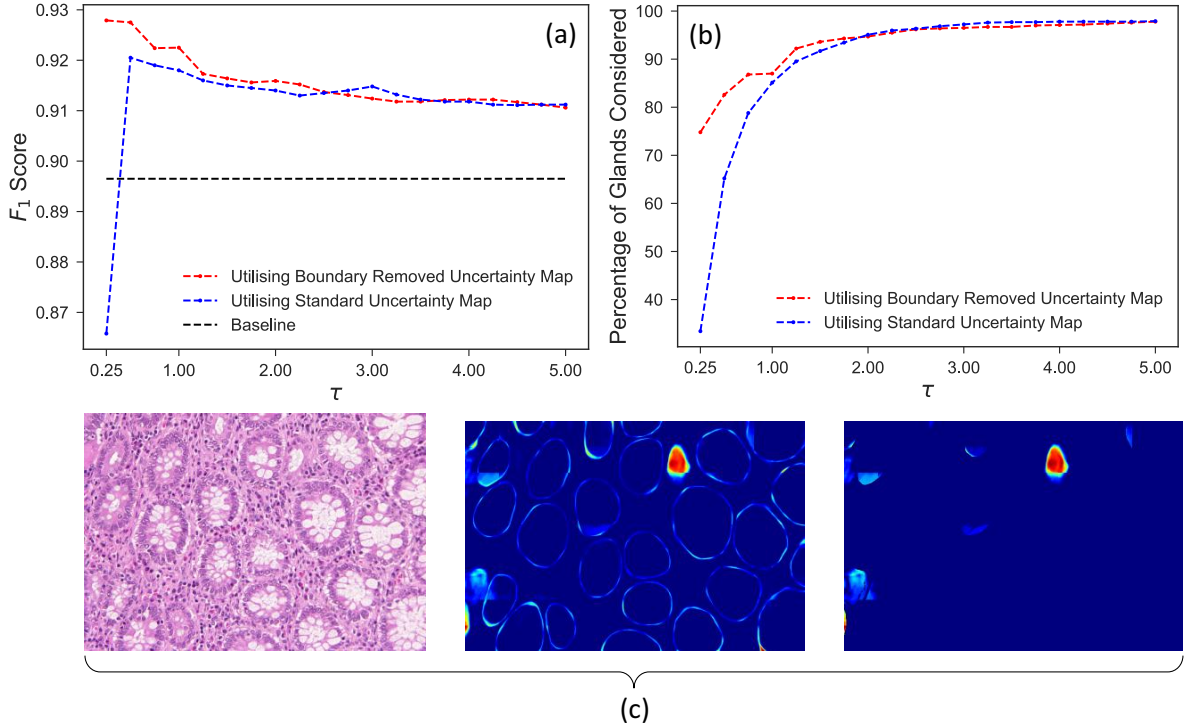 (a)
F1 Score
0.93
0.92
0.91
0.90
0.89
0.88
0.87
Utilising Boundary Removed Uncertainty Map
Utilising Standard Uncertainty Map
Baseline
0.25 1.00 2.00 3.00 4.00 5.00
τ
(b)
Percentage of Glands Considered
100
90
80
70
60
50
40
Utilising Boundary Removed Uncertainty Map
Utilising Standard Uncertainty Map
0.25 1.00 2.00 3.00 4.00 5.00
τ
(c)